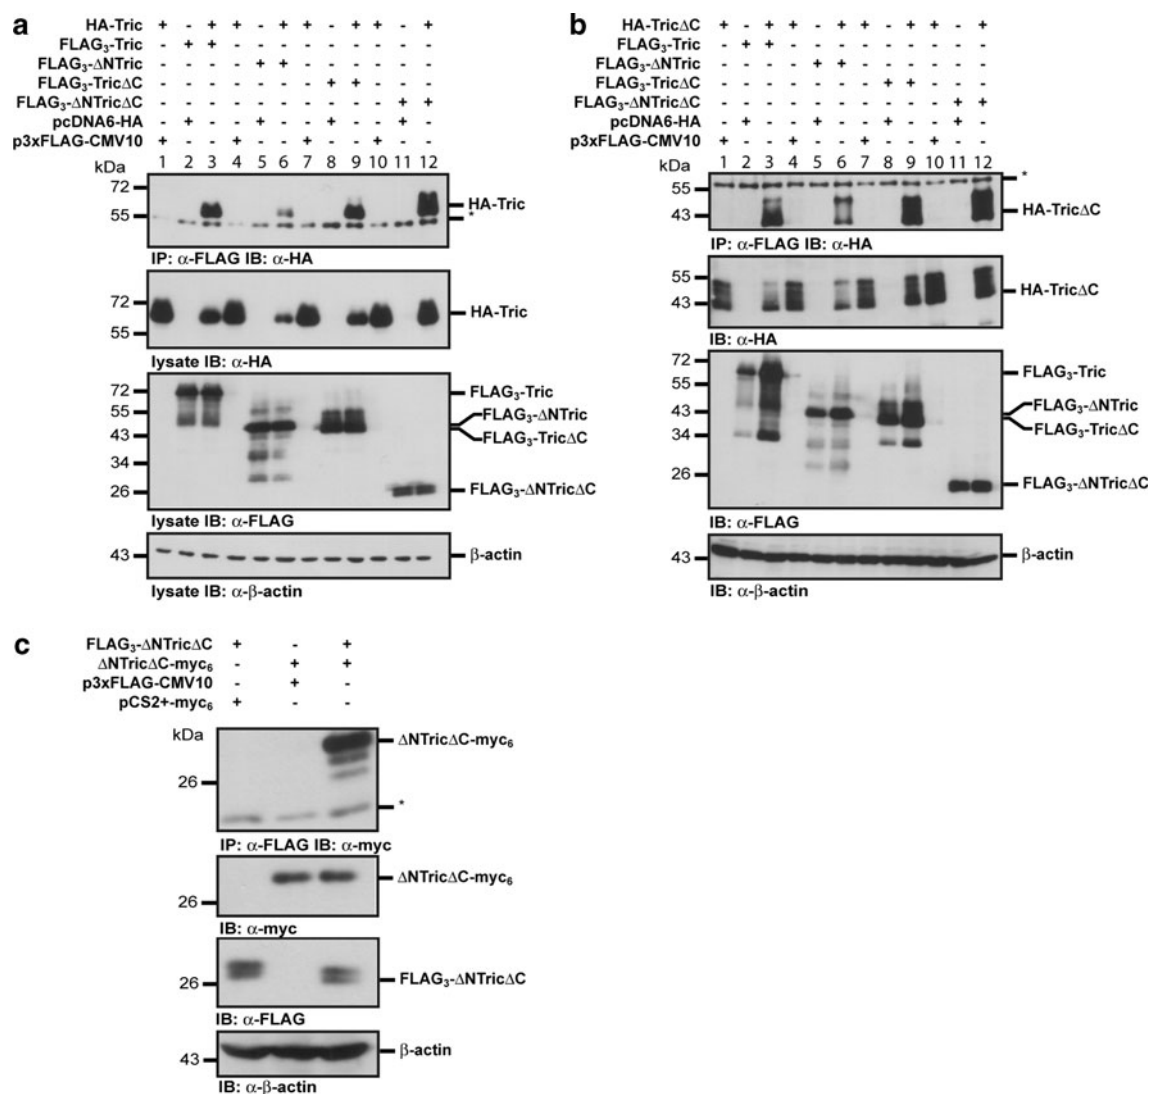 a
HA-Tric + - + + - - + - + + - +
FLAG₃-Tric - + + - - - - - - - - -
FLAG₃-ΔNTric - - - - + + - - - - - -
FLAG₃-TricΔC - - - - - - - + + - - -
FLAG₃-ΔNTricΔC - - - - - - - - - - + +
pcDNA6-HA - + - - + - - + - - + -
p3xFLAG-CMV10 + - - + - - + - - + - -
kDa 1 2 3 4 5 6 7 8 9 10 11 12
72
HA-Tric
55 *
IP: α-FLAG IB: α-HA
72 HA-Tric
55
lysate IB: α-HA
72 FLAG₃-Tric
55 FLAG₃-ΔNTric
43 FLAG₃-TricΔC
34
26 FLAG₃-ΔNTricΔC
lysate IB: α-FLAG
43 β-actin
lysate IB: α-β-actin
b
HA-TricΔC + - + + - + + - + + - +
FLAG₃-Tric - + + - - - - - - - - -
FLAG₃-ΔNTric - - - - + + - - - - - -
FLAG₃-TricΔC - - - - - - - + + - - -
FLAG₃-ΔNTricΔC - - - - - - - - - - + +
pcDNA6-HA - + - - + - - + - - + -
p3xFLAG-CMV10 + - - + - - + - - + - -
kDa 1 2 3 4 5 6 7 8 9 10 11 12
*
55
43 HA-TricΔC
IP: α-FLAG IB: α-HA
55 HA-TricΔC
43
IB: α-HA
72 FLAG₃-Tric
55
43 FLAG₃-ΔNTric
FLAG₃-TricΔC
34
26 FLAG₃-ΔNTricΔC
IB: α-FLAG
43 β-actin
IB: α-β-actin
c
FLAG₃-ΔNTricΔC + - +
ΔNTricΔC-myc₆ - + +
p3xFLAG-CMV10 - + -
pCS2+-myc₆ + - -
kDa ΔNTricΔC-myc₆
26
*
IP: α-FLAG IB: α-myc
ΔNTricΔC-myc₆
26
IB: α-myc
26 FLAG₃-ΔNTricΔC
IB: α-FLAG
43 β-actin
IB: α-β-actin